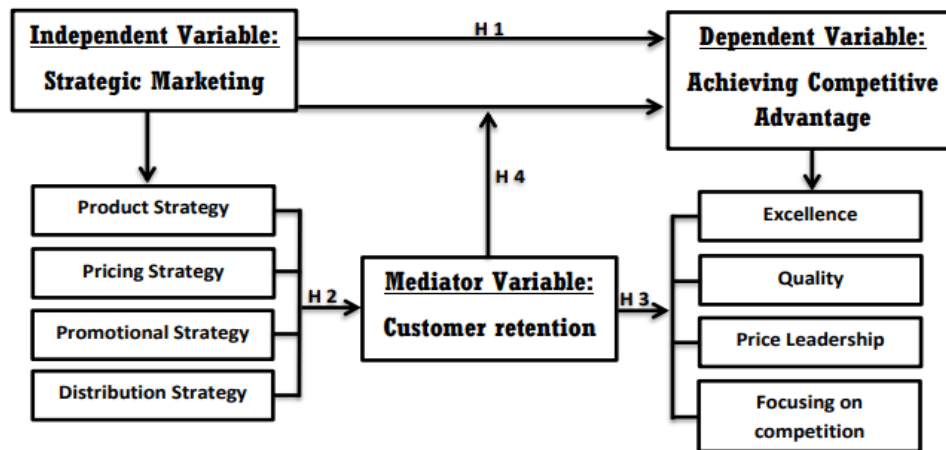 Independent Variable:
Strategic Marketing
H 1
Dependent Variable:
Achieving Competitive
Advantage
H 4
Product Strategy
Pricing Strategy
Promotional Strategy
Distribution Strategy
H 2
Mediator Variable:
Customer retention
H 3
Excellence
Quality
Price Leadership
Focusing on
competition